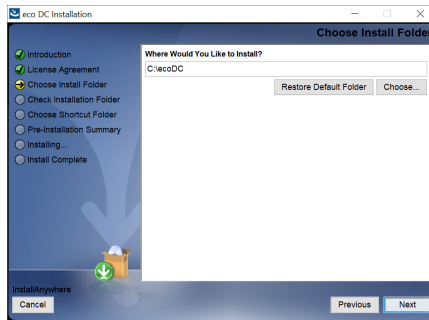 eco DC Installation
Choose Install Folder
Introduction
License Agreement
Choose Install Folder
Check Installation Folder
Choose Shortcut Folder
Pre-Installation Summary
Installing...
Install Complete
Where Would You Like to Install?
C:\ecoDC
Restore Default Folder
Choose...
InstallAnywhere
Cancel
Previous
Next